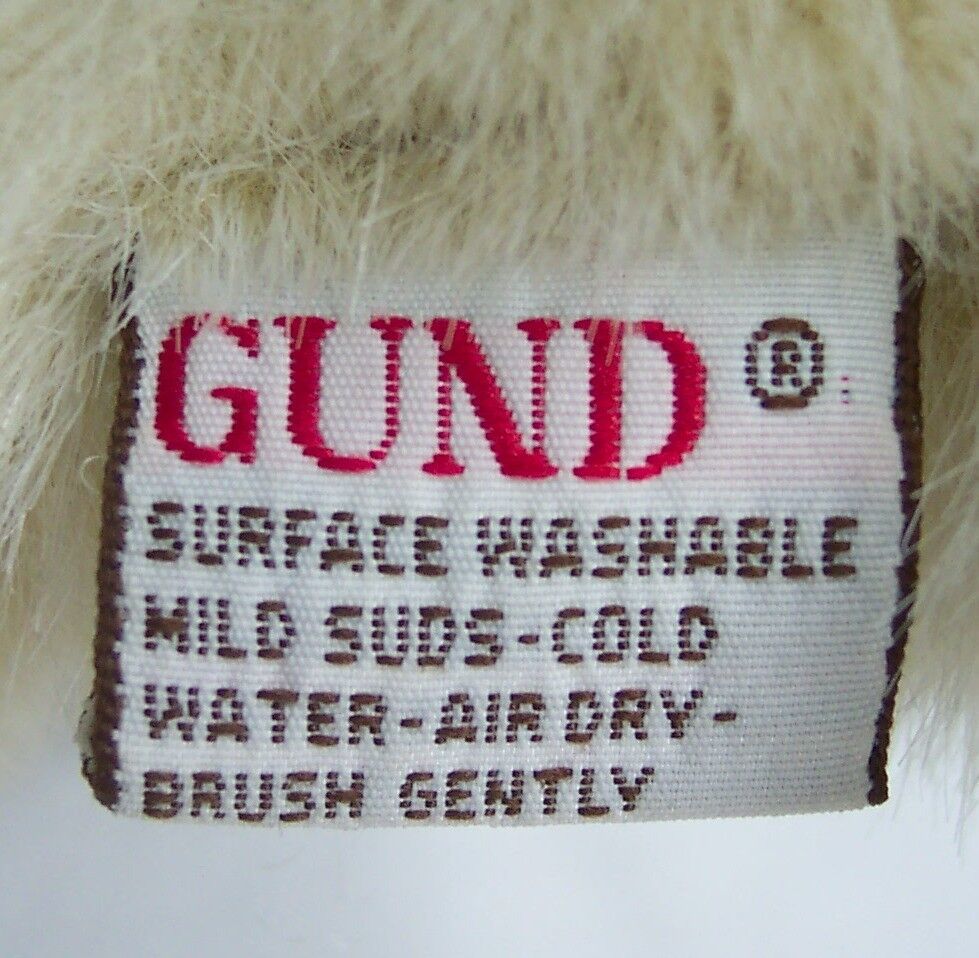 GUND ®
SURFACE WASHABLE
MILD SUDS-COLD
WATER-AIR DRY-
BRUSH GENTLY